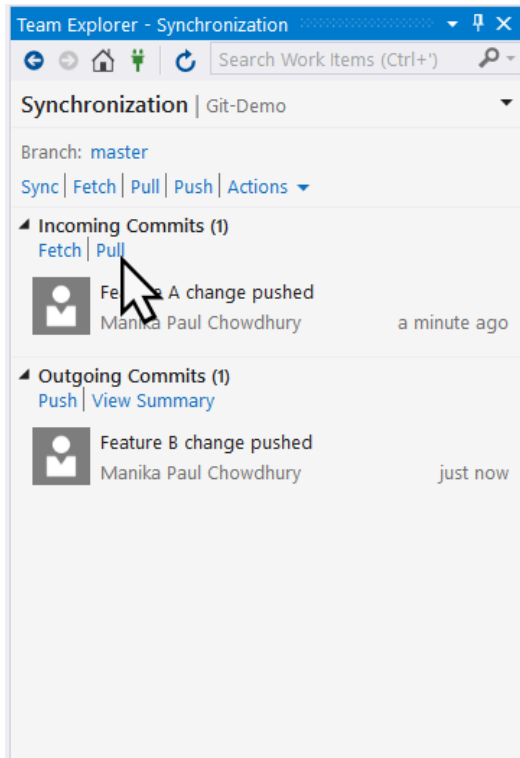 Team Explorer - Synchronization
Search Work Items (Ctrl+')
Synchronization | Git-Demo
Branch: master
Sync | Fetch | Pull | Push | Actions
Incoming Commits (1)
Fetch | Pull
Feature A change pushed
Manika Paul Chowdhury a minute ago
Outgoing Commits (1)
Push | View Summary
Feature B change pushed
Manika Paul Chowdhury just now